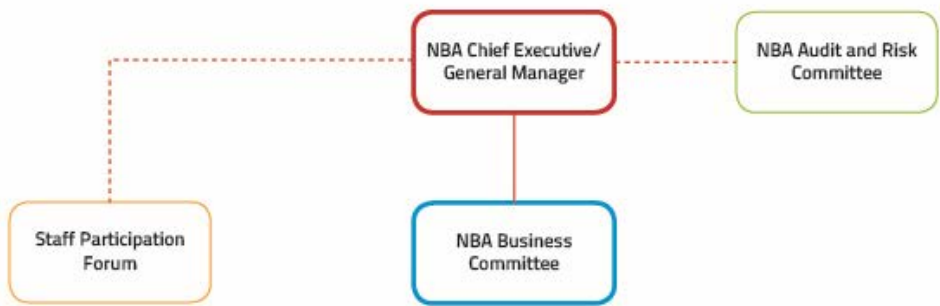 NBA Chief Executive/
General Manager
NBA Audit and Risk
Committee
Staff Participation
Forum
NBA Business
Committee